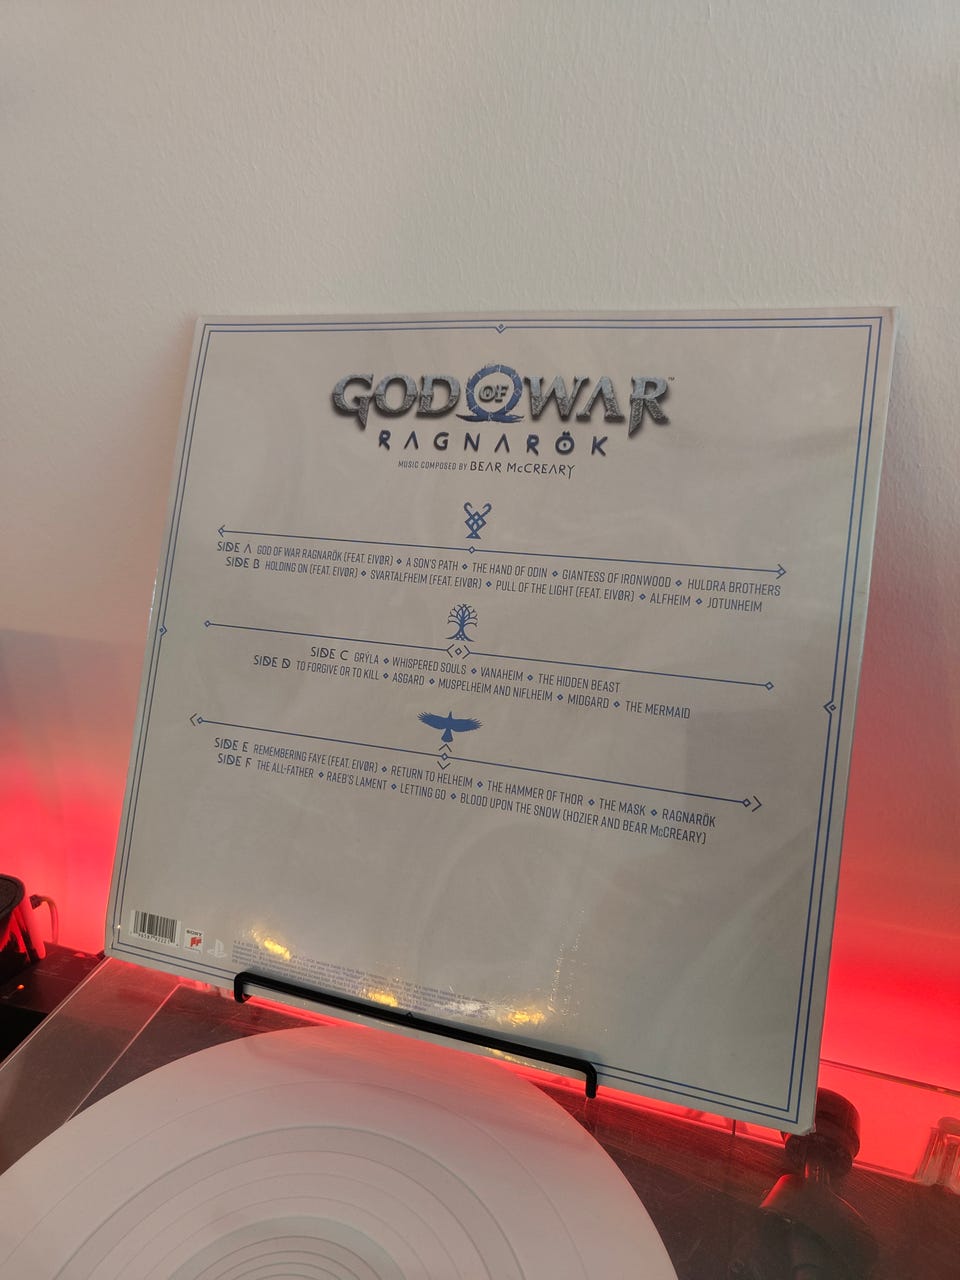 GOD OF WAR™
RAGNARÖK
MUSIC COMPOSED BY BEAR McCREARY
SIDE A GOD OF WAR RAGNARÖK (FEAT. EIVØR) ⋄ A SON'S PATH ⋄ THE HAND OF ODIN ⋄ GIANTESS OF IRONWOOD ⋄ HULDRA BROTHERS
SIDE B HOLDING ON (FEAT. EIVØR) ⋄ SVARTALFHEIM (FEAT. EIVØR) ⋄ PULL OF THE LIGHT (FEAT. EIVØR) ⋄ ALFHEIM ⋄ JOTUNHEIM
SIDE C GRÝLA ⋄ WHISPERED SOULS ⋄ VANAHEIM ⋄ THE HIDDEN BEAST
SIDE D TO FORGIVE OR TO KILL ⋄ ASGARD ⋄ MUSPELHEIM AND NIFLHEIM ⋄ MIDGARD ⋄ THE MERMAID
SIDE E REMEMBERING FAYE (FEAT. EIVØR) ⋄ RETURN TO HELHEIM ⋄ THE HAMMER OF THOR ⋄ THE MASK ⋄ RAGNARÖK
SIDE F THE ALL-FATHER ⋄ RAEB'S LAMENT ⋄ LETTING GO ⋄ BLOOD UPON THE SNOW (HOZIER AND BEAR McCREARY)
SONY